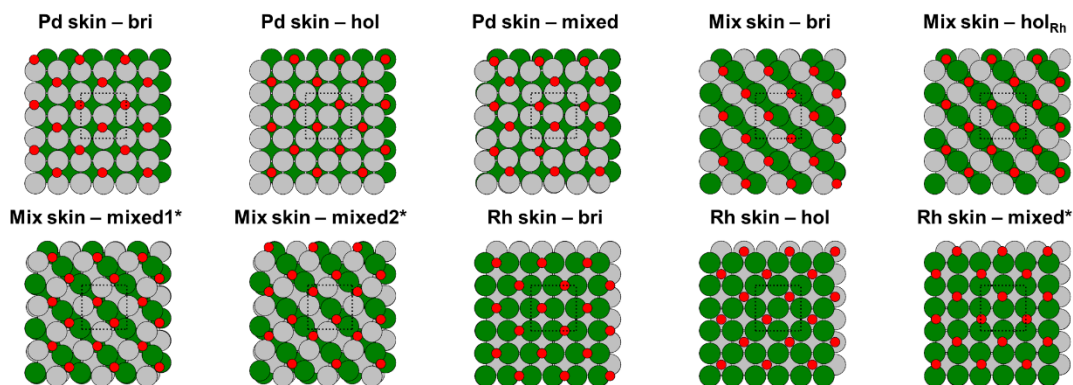 Pd skin – bri
Pd skin – hol
Pd skin – mixed
Mix skin – bri
Mix skin – holRh
Mix skin – mixed1*
Mix skin – mixed2*
Rh skin – bri
Rh skin – hol
Rh skin – mixed*